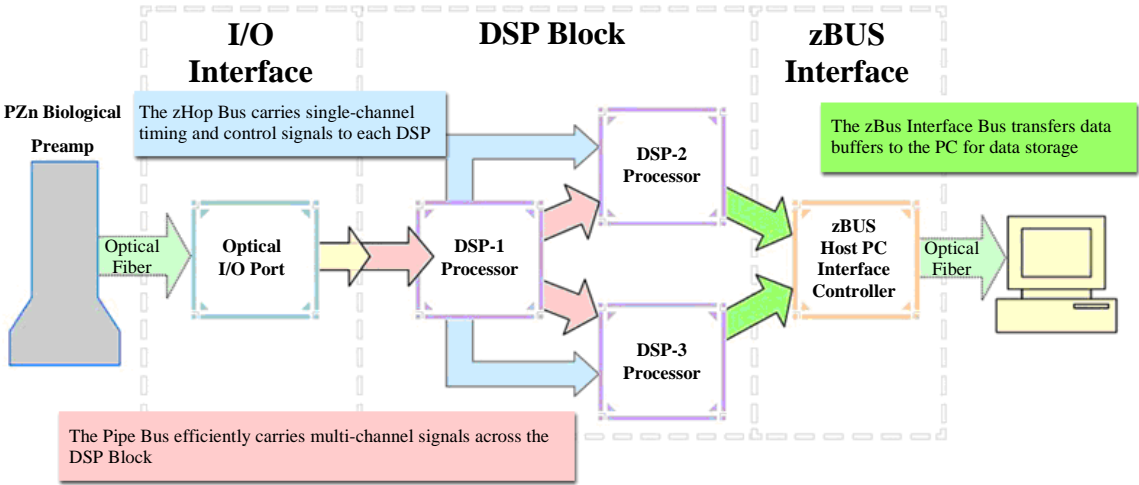 I/O
Interface
DSP Block
zBUS
Interface
PZn Biological
Preamp
The zHop Bus carries single-channel
timing and control signals to each DSP
The zBus Interface Bus transfers data
buffers to the PC for data storage
Optical
Fiber
Optical
I/O Port
DSP-1
Processor
DSP-2
Processor
DSP-3
Processor
zBUS
Host PC
Interface
Controller
Optical
Fiber
The Pipe Bus efficiently carries multi-channel signals across the
DSP Block